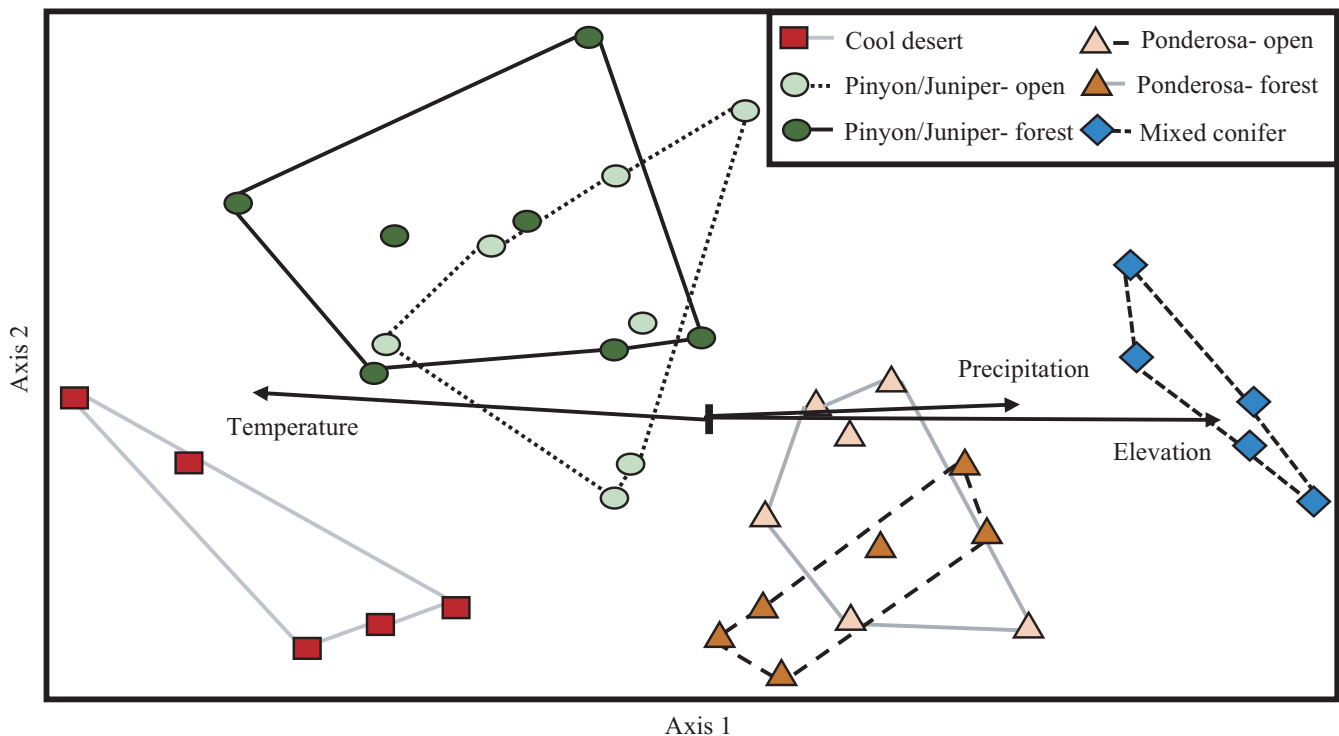 Cool desert
Pinyon/Juniper- open
Pinyon/Juniper- forest
Ponderosa- open
Ponderosa- forest
Mixed conifer
Axis 2
Temperature
Precipitation
Elevation
Axis 1